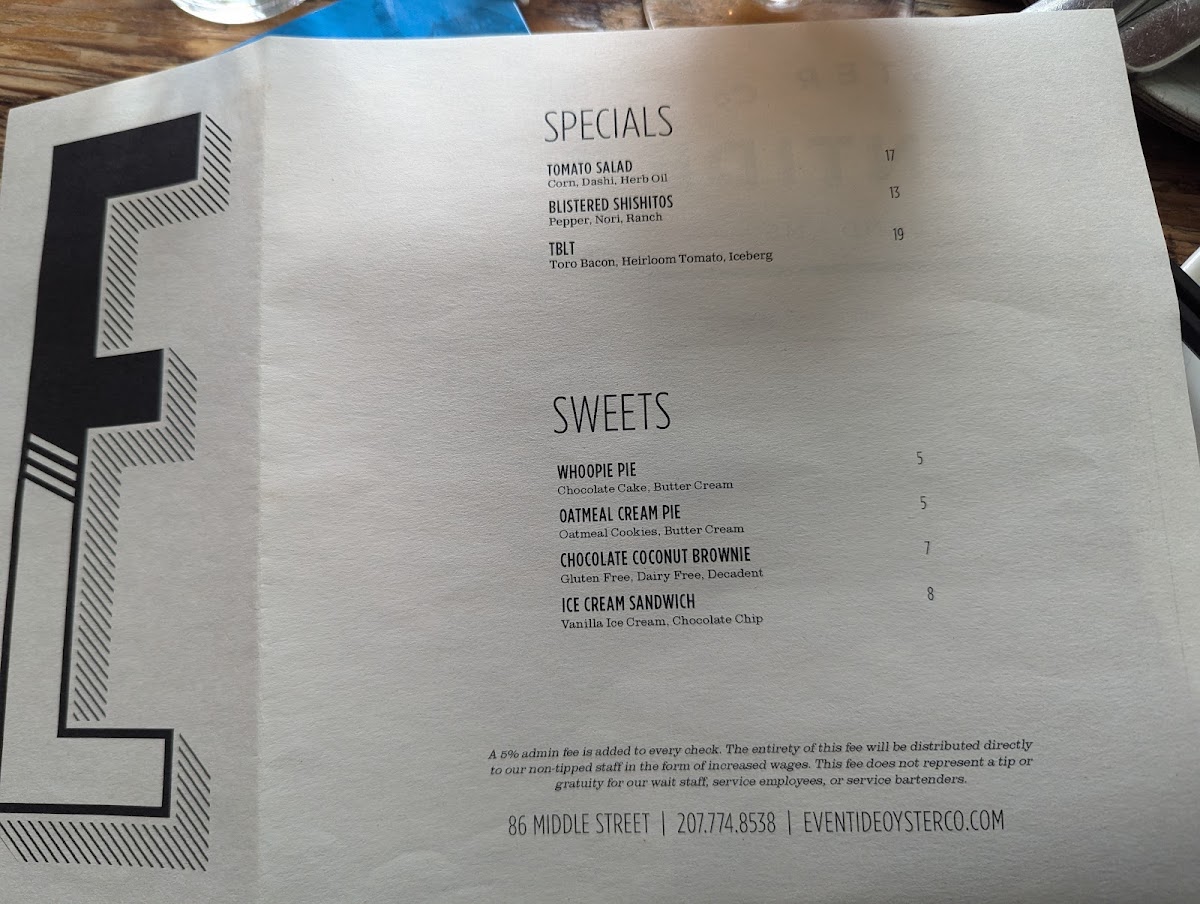 SPECIALS
TOMATO SALAD 17
Corn, Dashi, Herb Oil
BLISTERED SHISHITOS 13
Pepper, Nori, Ranch
TBLT 19
Toro Bacon, Heirloom Tomato, Iceberg
SWEETS
WHOOPIE PIE 5
Chocolate Cake, Butter Cream
OATMEAL CREAM PIE 5
Oatmeal Cookies, Butter Cream
CHOCOLATE COCONUT BROWNIE 7
Gluten Free, Dairy Free, Decadent
ICE CREAM SANDWICH 8
Vanilla Ice Cream, Chocolate Chip
A 5% admin fee is added to every check. The entirety of this fee will be distributed directly
to our non-tipped staff in the form of increased wages. This fee does not represent a tip or
gratuity for our wait staff, service employees, or service bartenders.
86 MIDDLE STREET | 207.774.8538 | EVENTIDEOYSTERCO.COM
E